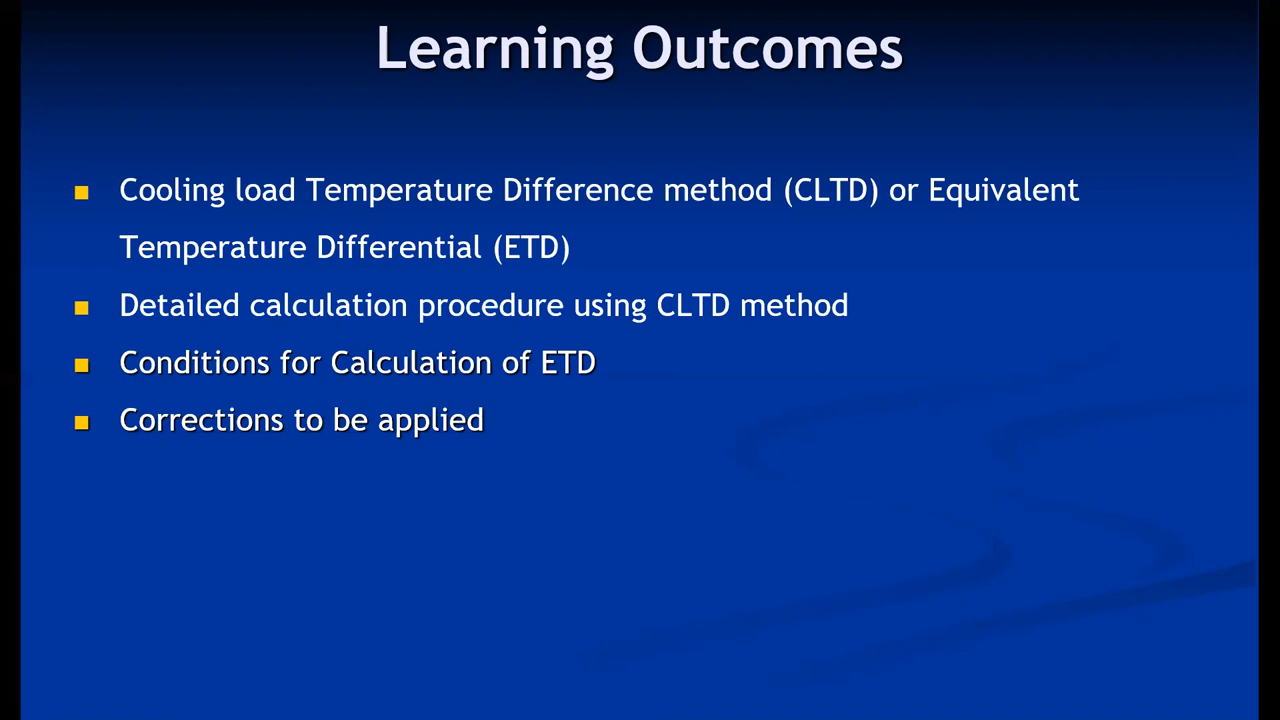 Learning Outcomes
Cooling load Temperature Difference method (CLTD) or Equivalent
Temperature Differential (ETD)
Detailed calculation procedure using CLTD method
Conditions for Calculation of ETD
Corrections to be applied